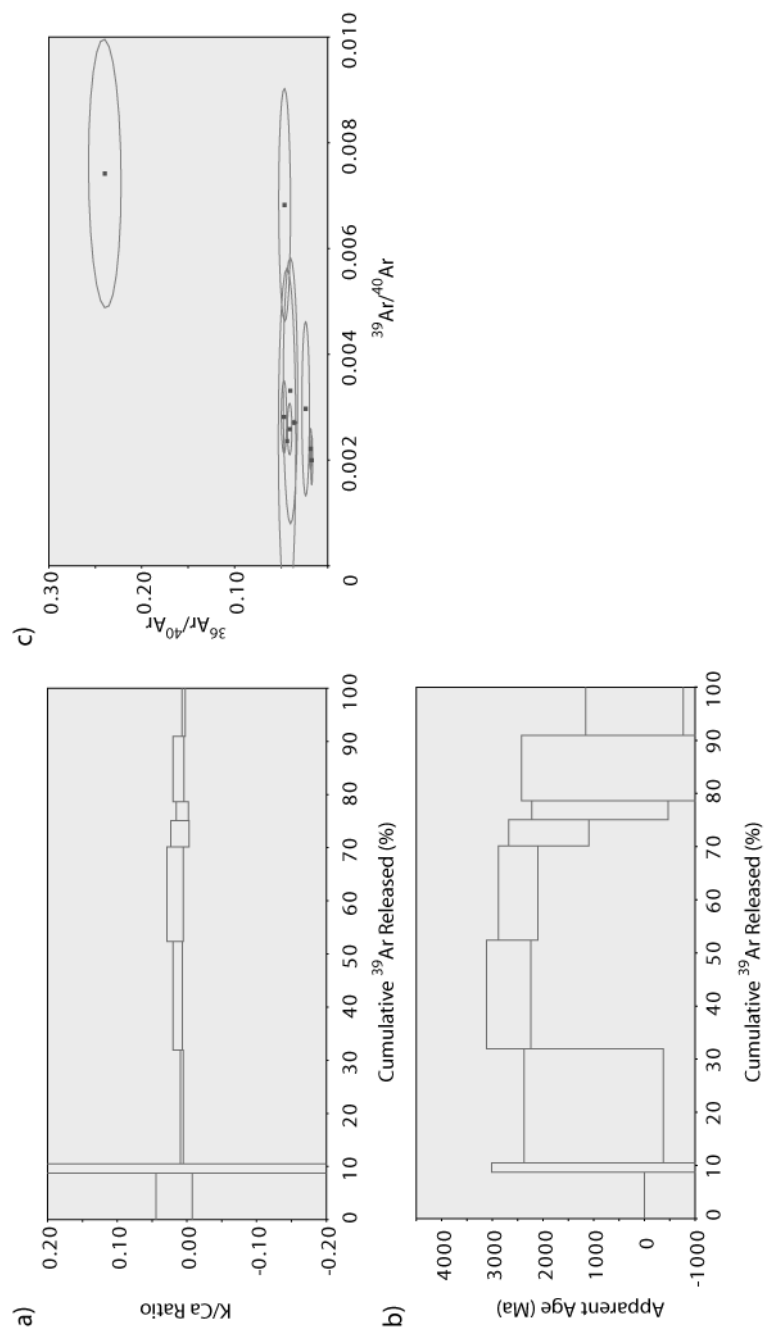 a)
K/Ca Ratio
0.20
0.10
0.00
-0.10
-0.20
0 10 20 30 40 50 60 70 80 90 100
Cumulative ³⁹Ar Released (%)
b)
Apparent Age (Ma)
4000
3000
2000
1000
0
-1000
0 10 20 30 40 50 60 70 80 90 100
Cumulative ³⁹Ar Released (%)
c)
³⁶Ar/⁴⁰Ar
0.30
0.20
0.10
0 0.002 0.004 0.006 0.008 0.010
³⁹Ar/⁴⁰Ar